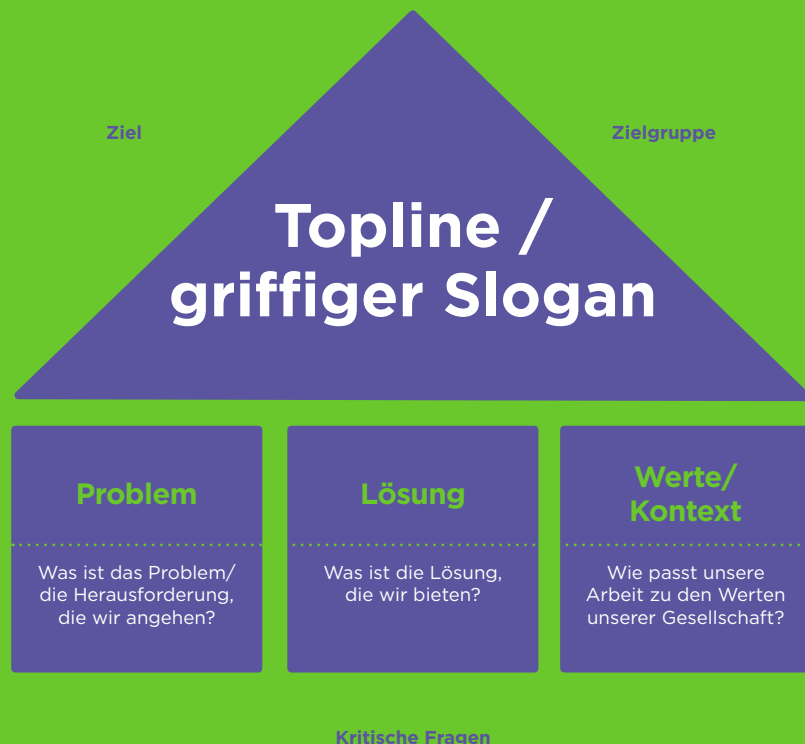 Ziel
Zielgruppe
Topline /
griffiger Slogan
Problem
Was ist das Problem/
die Herausforderung,
die wir angehen?
Lösung
Was ist die Lösung,
die wir bieten?
Werte/
Kontext
Wie passt unsere
Arbeit zu den Werten
unserer Gesellschaft?
Kritische Fragen